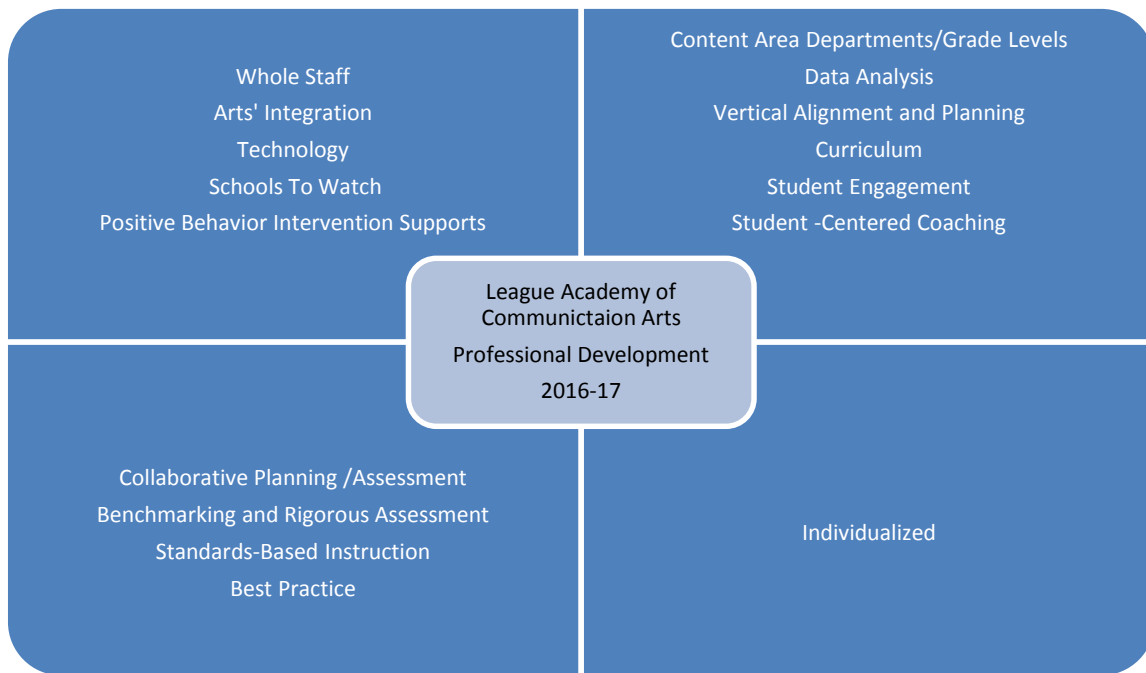 Whole Staff
Arts' Integration
Technology
Schools To Watch
Positive Behavior Intervention Supports
Content Area Departments/Grade Levels
Data Analysis
Vertical Alignment and Planning
Curriculum
Student Engagement
Student -Centered Coaching
League Academy of
Communictaion Arts
Professional Development
2016-17
Collaborative Planning /Assessment
Benchmarking and Rigorous Assessment
Standards-Based Instruction
Best Practice
Individualized